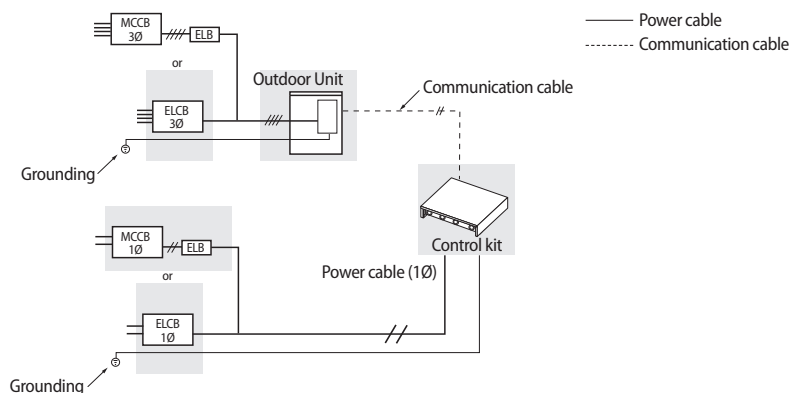 MCCB
3Ø
ELB
or
ELCB
3Ø
Outdoor Unit
Grounding
Communication cable
Power cable
Communication cable
MCCB
1Ø
ELB
or
ELCB
1Ø
Power cable (1Ø)
Control kit
Grounding